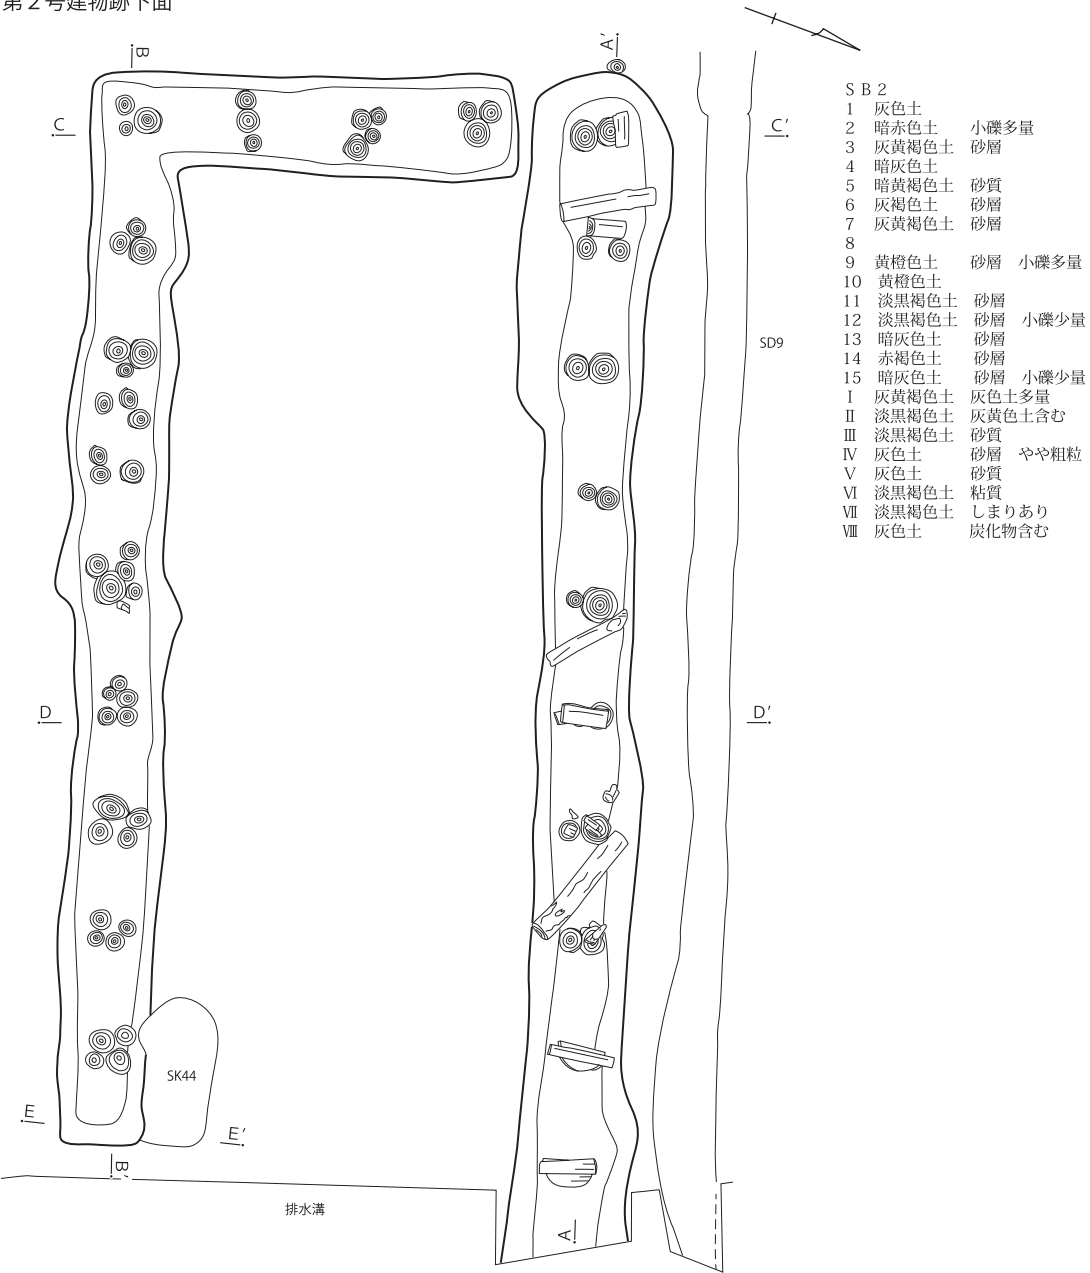 第２号建物跡下面
B
A′
C
C′
ＳＢ２
1 灰色土
2 暗赤色土 小礫多量
3 灰黄褐色土 砂層
4 暗灰色土
5 暗黄褐色土 砂質
6 灰褐色土 砂層
7 灰黄褐色土 砂層
8
9 黄橙色土 砂層 小礫多量
10 黄橙色土
11 淡黒褐色土 砂層
12 淡黒褐色土 砂層 小礫少量
13 暗灰色土 砂層
14 赤褐色土 砂層
15 暗灰色土 砂層 小礫少量
Ⅰ 灰黄褐色土 灰色土多量
Ⅱ 淡黒褐色土 灰黄色土含む
Ⅲ 淡黒褐色土 砂質
Ⅳ 灰色土 砂層 やや粗粒
Ⅴ 灰色土 砂質
Ⅵ 淡黒褐色土 粘質
Ⅶ 淡黒褐色土 しまりあり
Ⅷ 灰色土 炭化物含む
SD9
D
D′
SK44
E
E′
B′
排水溝
A